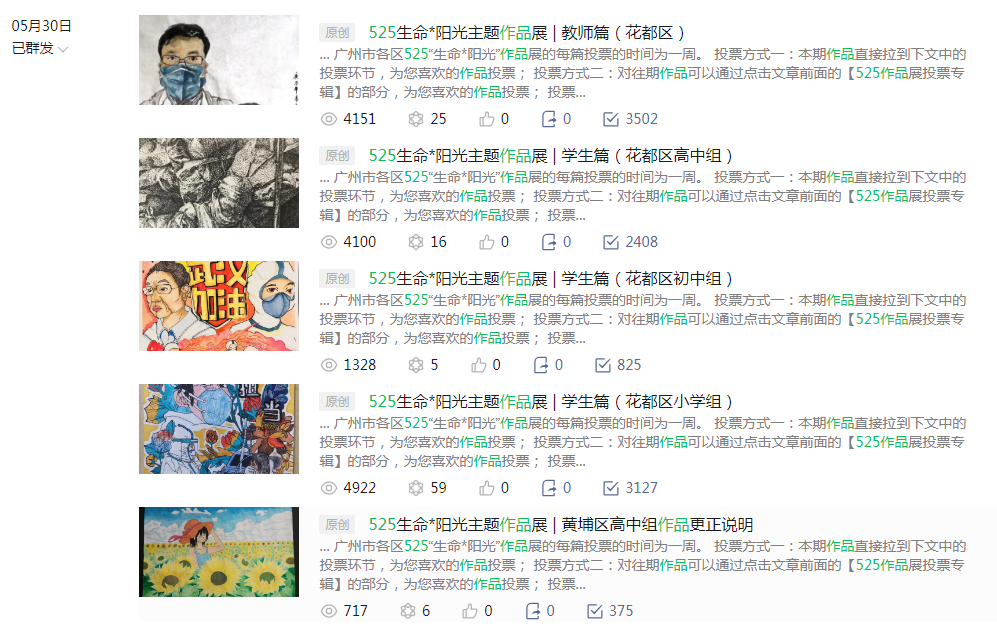 05月30日
已群发
原创 525生命*阳光主题作品展 | 教师篇（花都区）
... 广州市各区525“生命*阳光”作品展的每篇投票的时间为一周。 投票方式一：本期作品直接拉到下文中的
投票环节，为您喜欢的作品投票； 投票方式二：对往期作品可以通过点击文章前面的【525作品展投票专
辑】的部分，为您喜欢的作品投票； 投票...
4151 25 0 0 3502
原创 525生命*阳光主题作品展 | 学生篇（花都区高中组）
... 广州市各区525“生命*阳光”作品展的每篇投票的时间为一周。 投票方式一：本期作品直接拉到下文中的
投票环节，为您喜欢的作品投票； 投票方式二：对往期作品可以通过点击文章前面的【525作品展投票专
辑】的部分，为您喜欢的作品投票； 投票...
4100 16 0 0 2408
武汉
加油
原创 525生命*阳光主题作品展 | 学生篇（花都区初中组）
... 广州市各区525“生命*阳光”作品展的每篇投票的时间为一周。 投票方式一：本期作品直接拉到下文中的
投票环节，为您喜欢的作品投票； 投票方式二：对往期作品可以通过点击文章前面的【525作品展投票专
辑】的部分，为您喜欢的作品投票； 投票...
1328 5 0 0 825
原创 525生命*阳光主题作品展 | 学生篇（花都区小学组）
... 广州市各区525“生命*阳光”作品展的每篇投票的时间为一周。 投票方式一：本期作品直接拉到下文中的
投票环节，为您喜欢的作品投票； 投票方式二：对往期作品可以通过点击文章前面的【525作品展投票专
辑】的部分，为您喜欢的作品投票； 投票...
4922 59 0 0 3127
原创 525生命*阳光主题作品展 | 黄埔区高中组作品更正说明
... 广州市各区525“生命*阳光”作品展的每篇投票的时间为一周。 投票方式一：本期作品直接拉到下文中的
投票环节，为您喜欢的作品投票； 投票方式二：对往期作品可以通过点击文章前面的【525作品展投票专
辑】的部分，为您喜欢的作品投票； 投票...
717 6 0 0 375